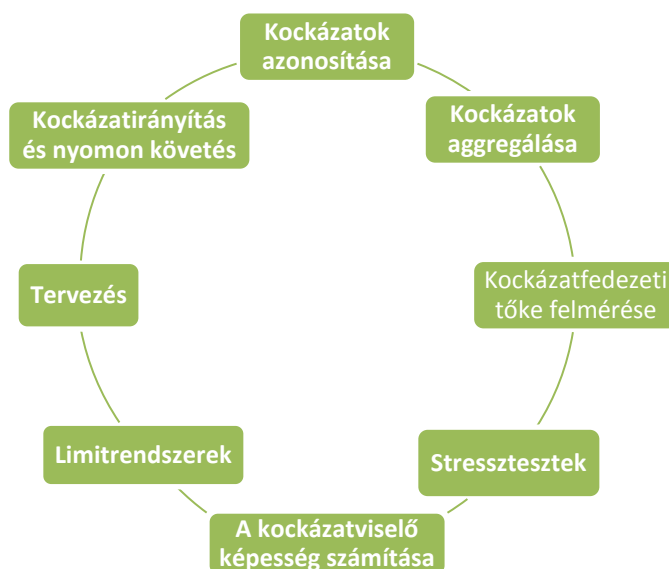 Kockázatok
azonosítása
Kockázatok
aggregálása
Kockázatfedezeti
tőke felmérése
Stressztesztek
A kockázatviselő
képesség számítása
Limitrendszerek
Tervezés
Kockázatirányítás
és nyomon követés